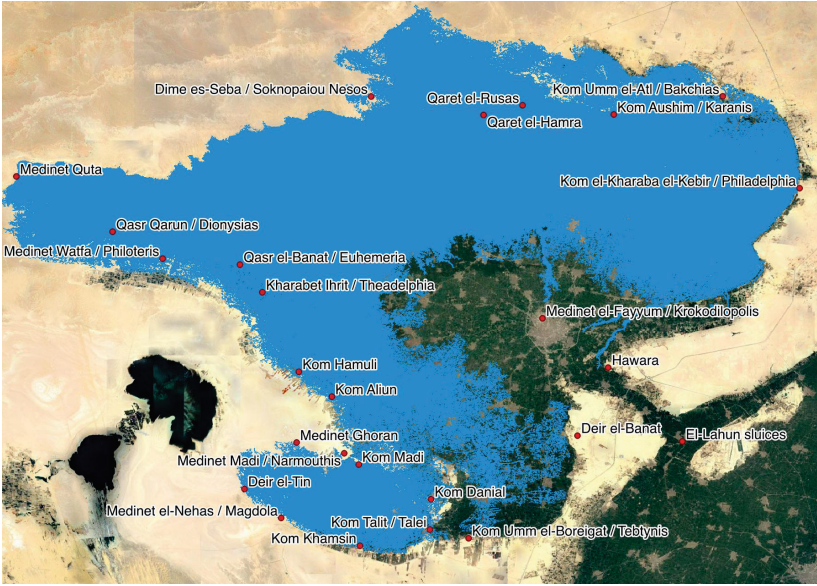 Dime es-Seba / Soknopaiou Nesos
Qaret el-Rusas
Kom Umm el-Atl / Bakchias
Kom Aushim / Karanis
Qaret el-Hamra
Medinet Quta
Kom el-Kharaba el-Kebir / Philadelphia
Qasr Qarun / Dionysias
Medinet Watfa / Philoteris
Qasr el-Banat / Euhemeria
Kharabet Ihrit / Theadelphia
Medinet el-Fayyum / Krokodilopolis
Kom Hamuli
Hawara
Kom Aliun
Deir el-Banat
El-Lahun sluices
Medinet Ghoran
Medinet Madi / Narmouthis
Kom Madi
Deir el-Tin
Kom Danial
Medinet el-Nehas / Magdola
Kom Talit / Talei
Kom Umm el-Boreigat / Tebtynis
Kom Khamsin